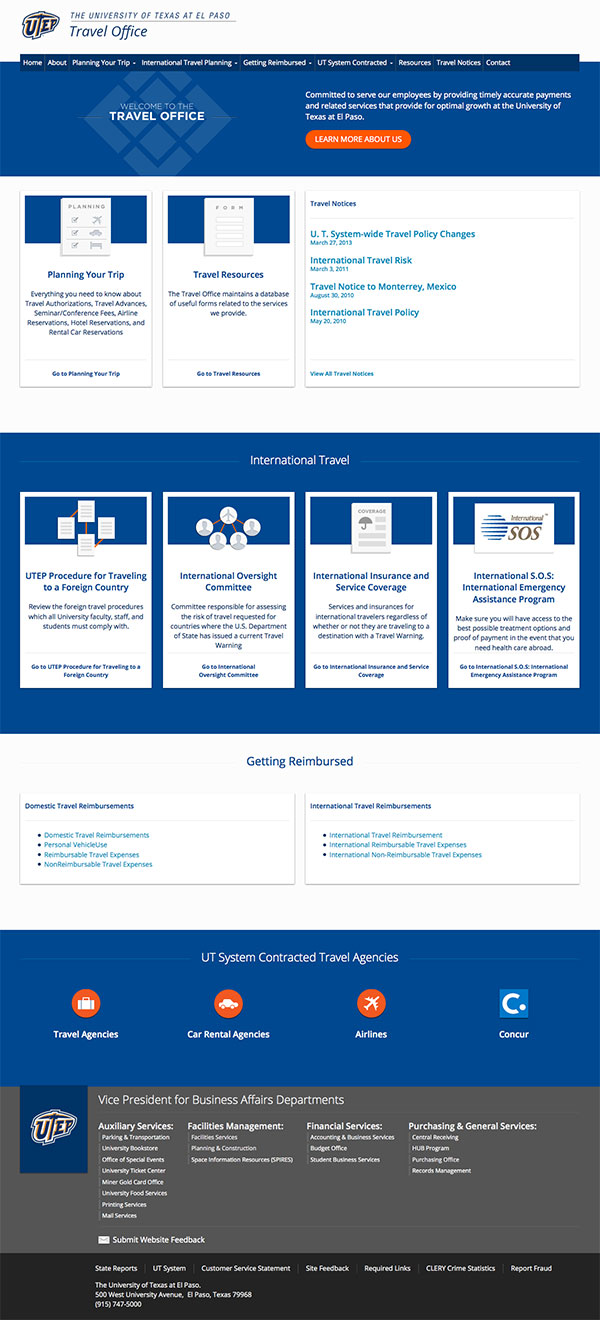 UTEP
THE UNIVERSITY OF TEXAS AT EL PASO
Travel Office
Home About Planning Your Trip International Travel Planning Getting Reimbursed UT System Contracted Resources Travel Notices Contact
WELCOME TO THE
TRAVEL OFFICE
Committed to serve our employees by providing timely accurate payments
and related services that provide for optimal growth at the University of
Texas at El Paso.
LEARN MORE ABOUT US
PLANNING
Planning Your Trip
Everything you need to know about
Travel Authorizations, Travel Advances,
Seminar/Conference Fees, Airline
Reservations, Hotel Reservations, and
Rental Car Reservations
Go to Planning Your Trip
FORM
Travel Resources
The Travel Office maintains a database
of useful forms related to the services
we provide.
Go to Travel Resources
Travel Notices
U. T. System-wide Travel Policy Changes
March 27, 2013
International Travel Risk
March 3, 2011
Travel Notice to Monterrey, Mexico
August 30, 2010
International Travel Policy
May 20, 2010
View All Travel Notices
International Travel
UTEP Procedure for Traveling
to a Foreign Country
Review the foreign travel procedures
which all University faculty, staff, and
students must comply with.
Go to UTEP Procedure for Traveling to a
Foreign Country
International Oversight
Committee
Committee responsible for assessing
the risk of travel requested for
countries where the U.S. Department
of State has issued a current Travel
Warning
Go to International
Oversight Committee
COVERAGE
International Insurance and
Service Coverage
Services and insurances for
international travelers regardless of
whether or not they are traveling to a
destination with a Travel Warning.
Go to International Insurance and Service
Coverage
International
SOS
International S.O.S:
International Emergency
Assistance Program
Make sure you will have access to the
best possible treatment options and
proof of payment in the event that you
need health care abroad.
Go to International S.O.S: International
Emergency Assistance Program
Getting Reimbursed
Domestic Travel Reimbursements
Domestic Travel Reimbursements
Personal VehicleUse
Reimbursable Travel Expenses
NonReimbursable Travel Expenses
International Travel Reimbursements
International Travel Reimbursement
International Reimbursable Travel Expenses
International Non-Reimbursable Travel Expenses
UT System Contracted Travel Agencies
Travel Agencies
Car Rental Agencies
Airlines
C.
Concur
UTEP
Vice President for Business Affairs Departments
Auxiliary Services:
Parking & Transportation
University Bookstore
Office of Special Events
University Ticket Center
Miner Gold Card Office
University Food Services
Printing Services
Mail Services
Facilities Management:
Facilities Services
Planning & Construction
Space Information Resources (SPIRES)
Financial Services:
Accounting & Business Services
Budget Office
Student Business Services
Purchasing & General Services:
Central Receiving
HUB Program
Purchasing Office
Records Management
Submit Website Feedback
State Reports UT System Customer Service Statement Site Feedback Required Links CLERY Crime Statistics Report Fraud
The University of Texas at El Paso.
500 West University Avenue, El Paso, Texas 79968
(915) 747-5000